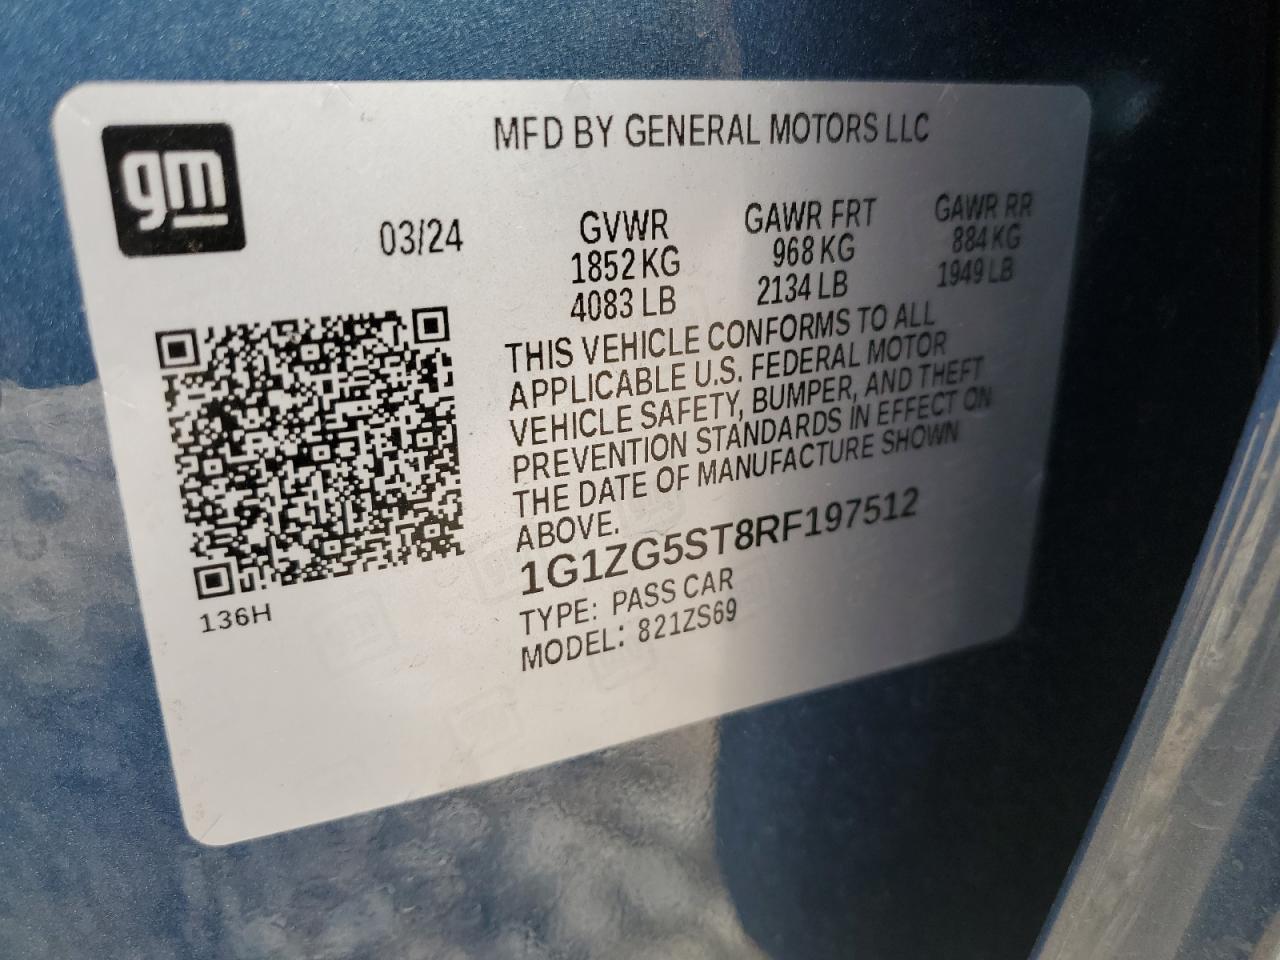 gm
MFD BY GENERAL MOTORS LLC
03/24
GVWR
1852 KG
4083 LB
GAWR FRT
968 KG
2134 LB
GAWR RR
884 KG
1949 LB
THIS VEHICLE CONFORMS TO ALL
APPLICABLE U.S. FEDERAL MOTOR
VEHICLE SAFETY, BUMPER, AND THEFT
PREVENTION STANDARDS IN EFFECT ON
THE DATE OF MANUFACTURE SHOWN
ABOVE.
1G1ZG5ST8RF197512
TYPE: PASS CAR
MODEL: 821ZS69
136H